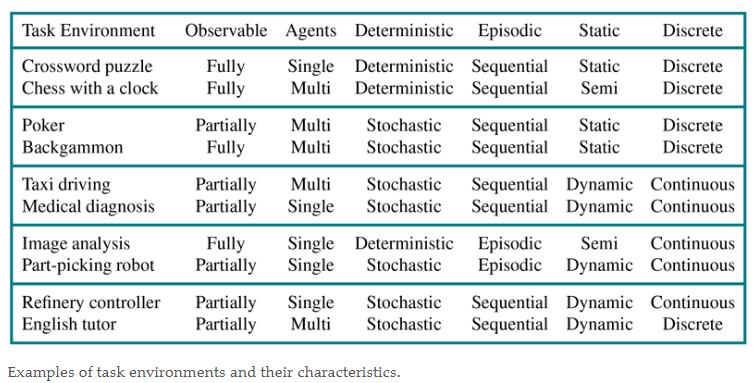 Task Environment Observable Agents Deterministic Episodic Static Discrete
Crossword puzzle Fully Single Deterministic Sequential Static Discrete
Chess with a clock Fully Multi Deterministic Sequential Semi Discrete
Poker Partially Multi Stochastic Sequential Static Discrete
Backgammon Fully Multi Stochastic Sequential Static Discrete
Taxi driving Partially Multi Stochastic Sequential Dynamic Continuous
Medical diagnosis Partially Single Stochastic Sequential Dynamic Continuous
Image analysis Fully Single Deterministic Episodic Semi Continuous
Part-picking robot Partially Single Stochastic Episodic Dynamic Continuous
Refinery controller Partially Single Stochastic Sequential Dynamic Continuous
English tutor Partially Multi Stochastic Sequential Dynamic Discrete
Examples of task environments and their characteristics.